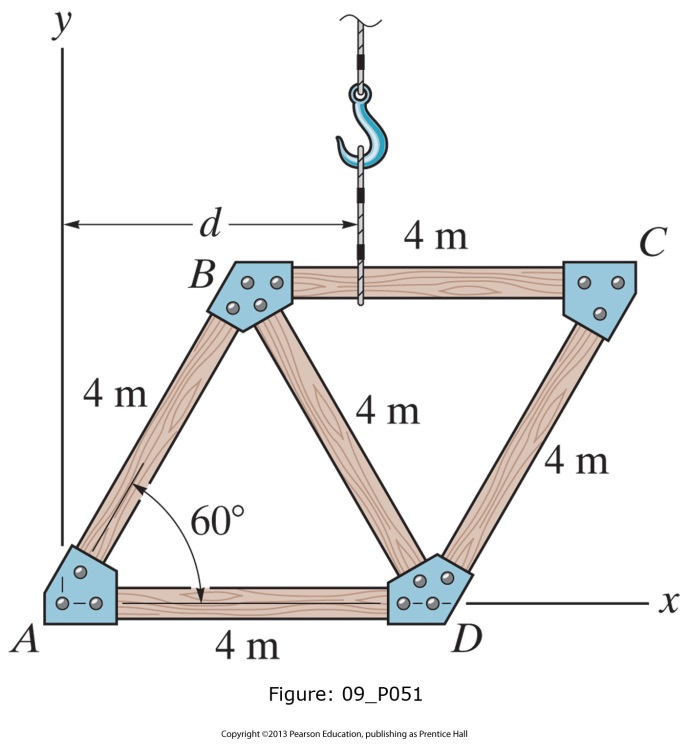 y
d
4 m
C
B
4 m
4 m
4 m
60°
x
A
D
4 m
Figure: 09_P051
Copyright ©2013 Pearson Education, publishing as Prentice Hall